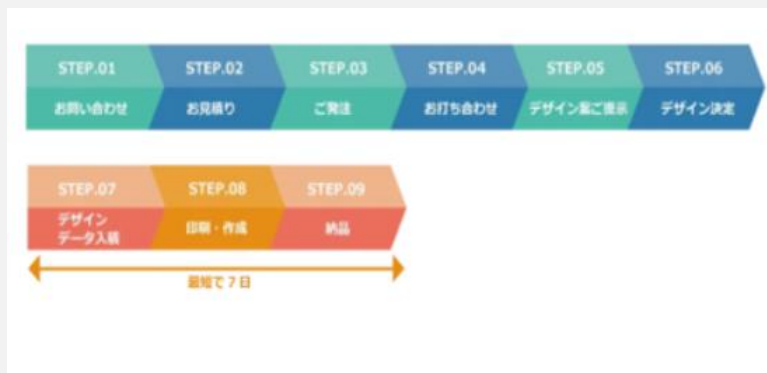 STEP.01
STEP.02
STEP.03
STEP.04
STEP.05
STEP.06
お問い合わせ
お見積り
ご発注
お打ち合わせ
デザイン案ご提示
デザイン決定
STEP.07
STEP.08
STEP.09
デザイン
データ入稿
印刷・作成
納品
最短で7日